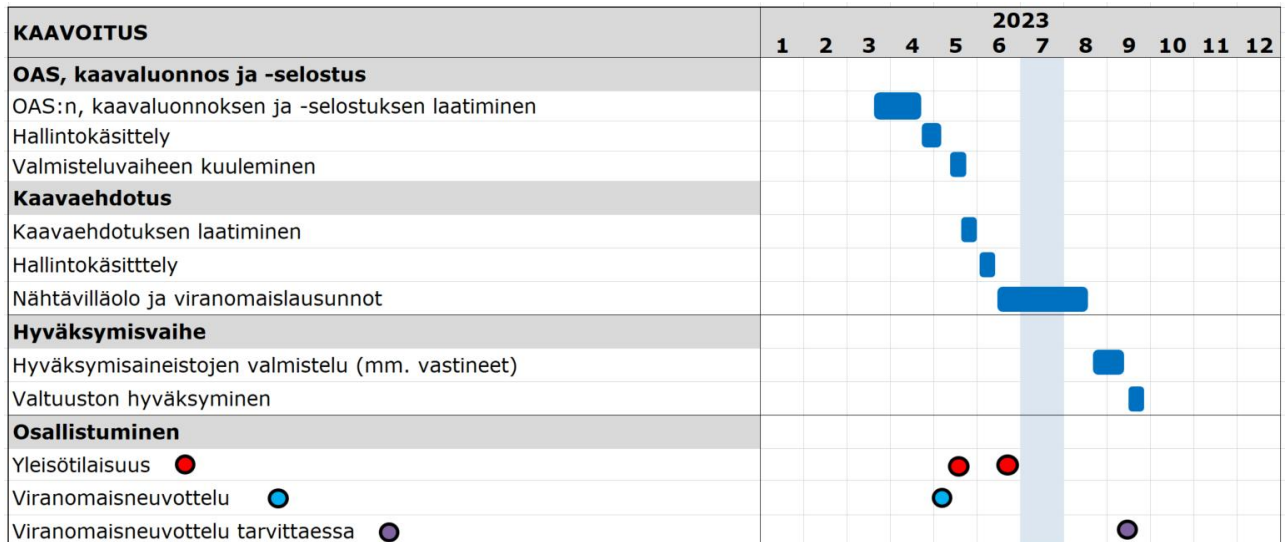 KAAVOITUS
2023
1 2 3 4 5 6 7 8 9 10 11 12
OAS, kaavaluonnos ja -selostus
OAS:n, kaavaluonnoksen ja -selostuksen laatiminen
Hallintokäsittely
Valmisteluvaiheen kuuleminen
Kaavaehdotus
Kaavaehdotuksen laatiminen
Hallintokäsitttely
Nähtävilläolo ja viranomaislausunnot
Hyväksymisvaihe
Hyväksymisaineistojen valmistelu (mm. vastineet)
Valtuuston hyväksyminen
Osallistuminen
Yleisötilaisuus
Viranomaisneuvottelu
Viranomaisneuvottelu tarvittaessa